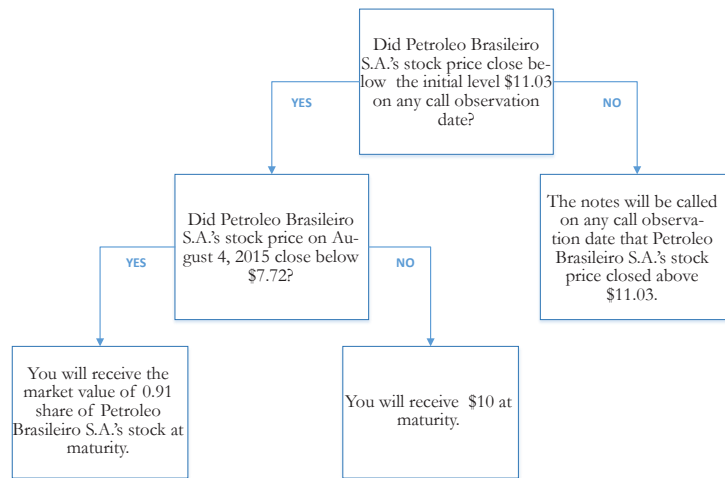 Did Petroleo Brasileiro
S.A.'s stock price close be-
low the initial level $11.03
on any call observation
date?
YES
NO
Did Petroleo Brasileiro
S.A.'s stock price on Au-
gust 4, 2015 close below
$7.72?
The notes will be called
on any call observa-
tion date that Petroleo
Brasileiro S.A.'s stock
price closed above
$11.03.
YES
NO
You will receive the
market value of 0.91
share of Petroleo
Brasileiro S.A.'s stock at
maturity.
You will receive $10 at
maturity.